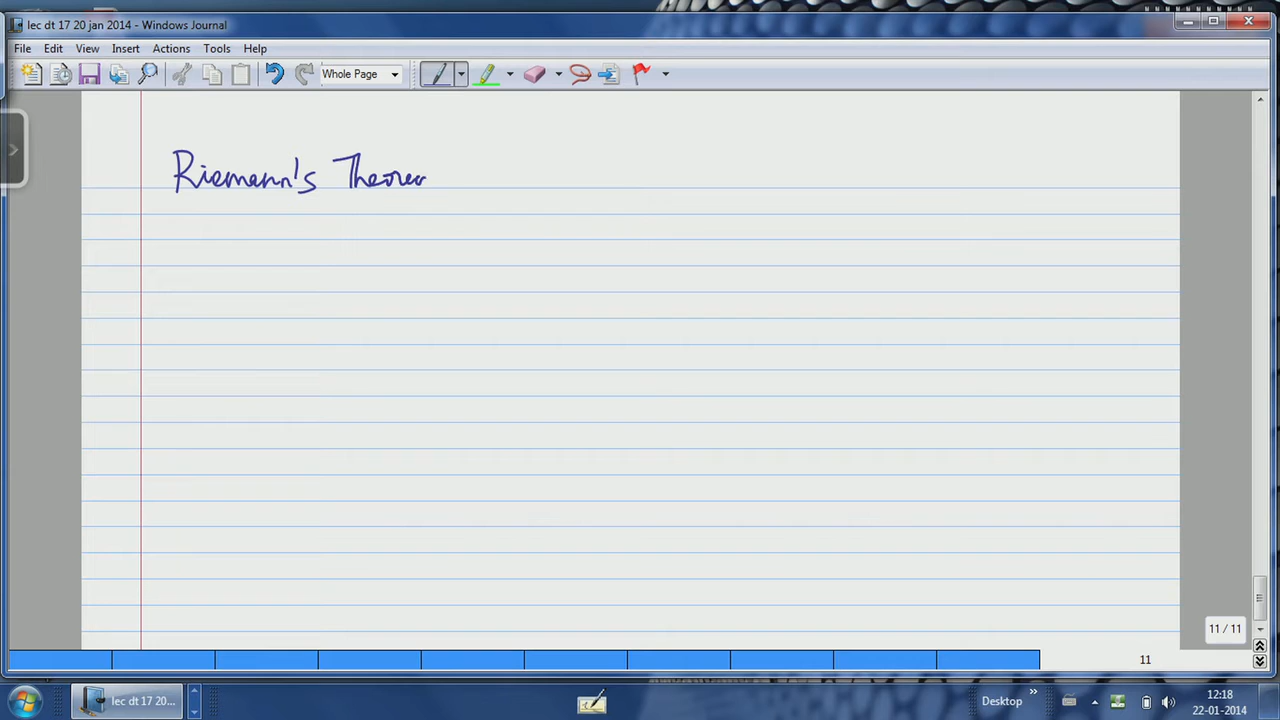 lec dt 17 20 jan 2014 - Windows Journal
File Edit View Insert Actions Tools Help
Whole Page
Riemann's Theorem
11 / 11
11
lec dt 17 20...
Desktop
12:18
22-01-2014